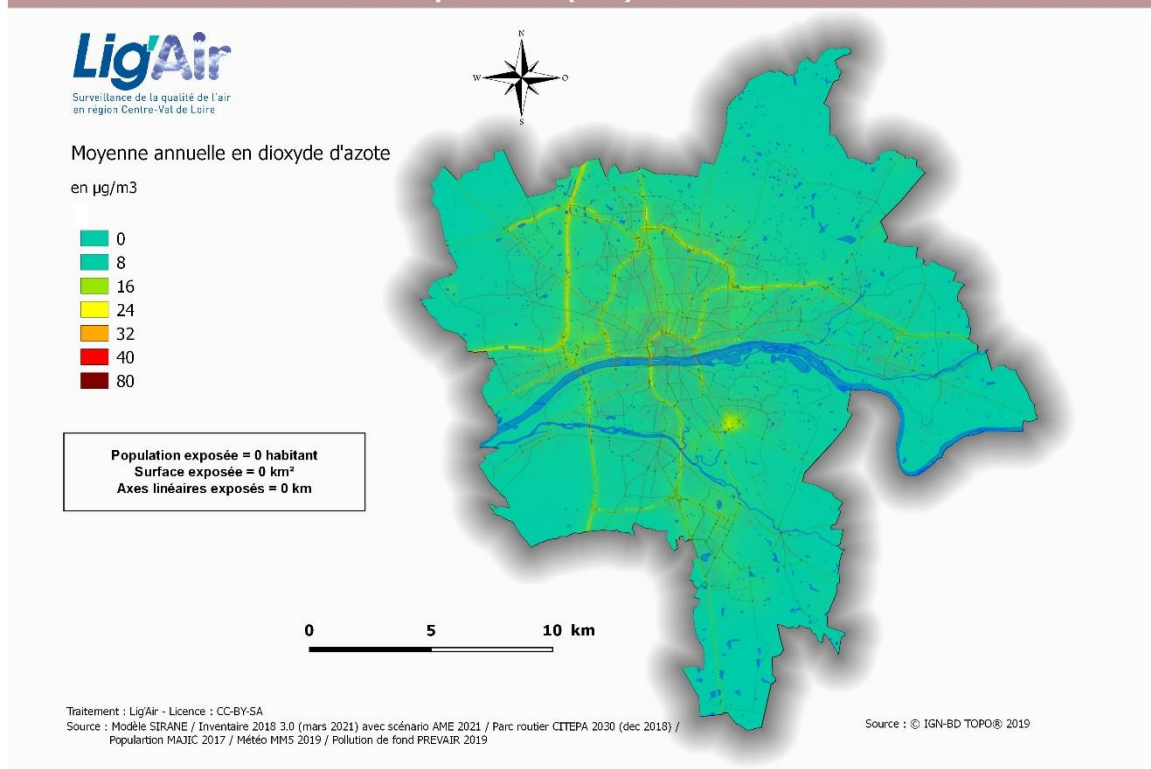 Lig'Air
Surveillance de la qualité de l'air
en région Centre-Val de Loire
N
W
O
S
Moyenne annuelle en dioxyde d'azote
en µg/m3
0
8
16
24
32
40
80
Population exposée = 0 habitant
Surface exposée = 0 km²
Axes linéaires exposés = 0 km
0 5 10 km
Traitement : Lig'Air - Licence : CC-BY-SA
Source : Modèle SIRANE / Inventaire 2018 3.0 (mars 2021) avec scénario AME 2021 / Parc routier CITEPA 2030 (dec 2018) /
Populartion MAJIC 2017 / Météo MM5 2019 / Pollution de fond PREVAIR 2019
Source : © IGN-BD TOPO® 2019